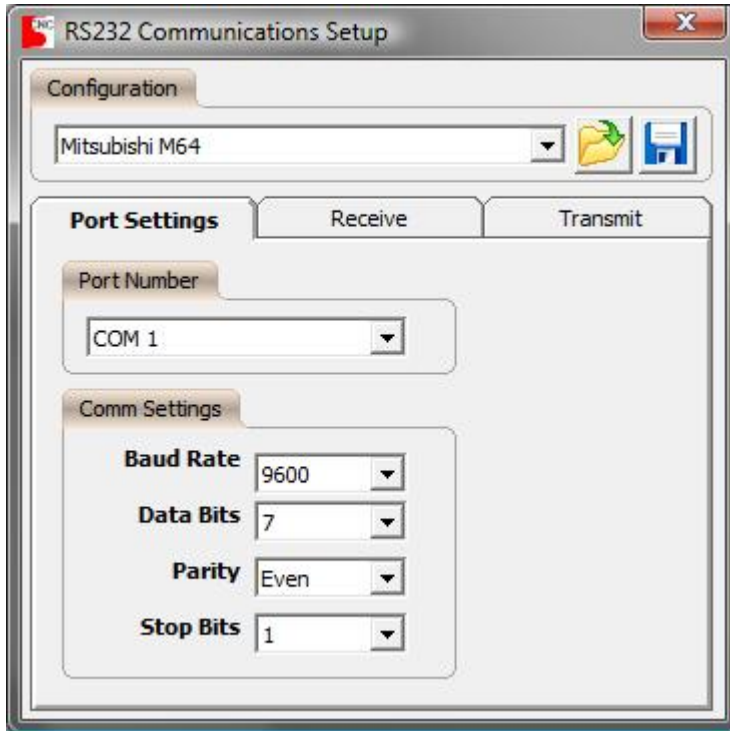 CNC
RS232 Communications Setup
Configuration
Mitsubishi M64
Port Settings
Receive
Transmit
Port Number
COM 1
Comm Settings
Baud Rate 9600
Data Bits 7
Parity Even
Stop Bits 1